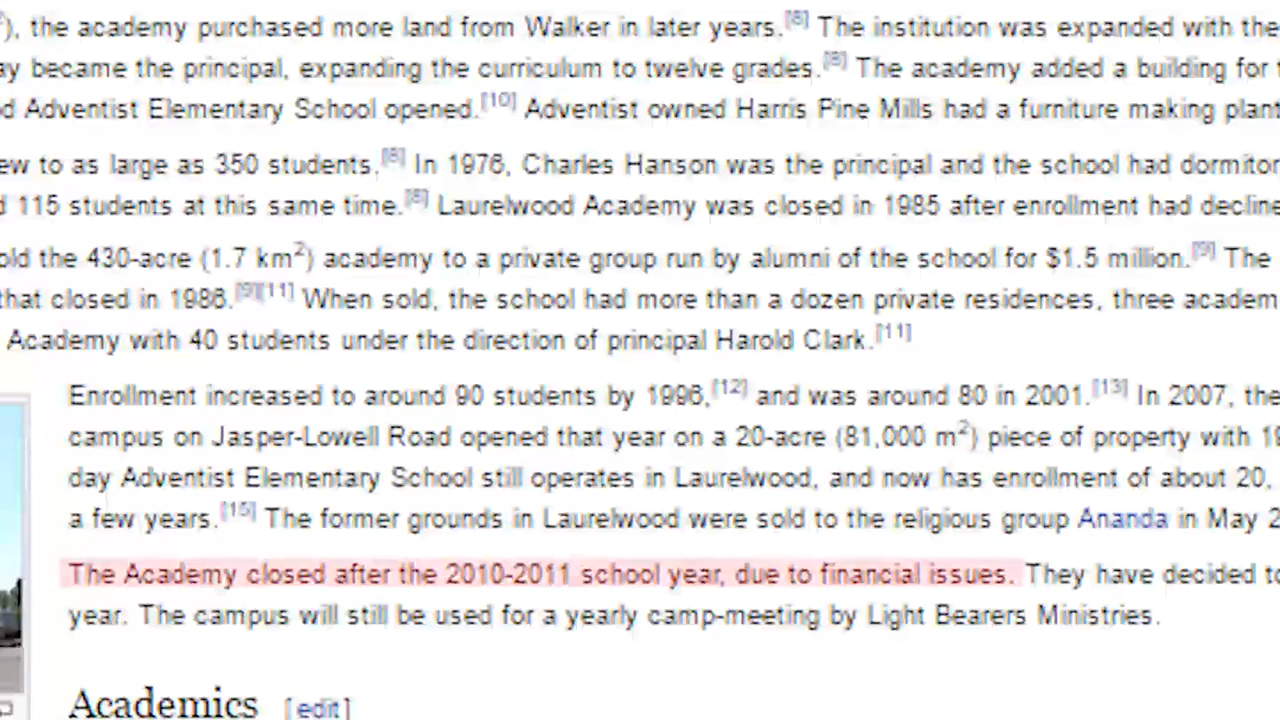 ), the academy purchased more land from Walker in later years.[8] The institution was expanded with the
ay became the principal, expanding the curriculum to twelve grades.[8] The academy added a building for
d Adventist Elementary School opened.[10] Adventist owned Harris Pine Mills had a furniture making plant
ew to as large as 350 students.[8] In 1976, Charles Hanson was the principal and the school had dormitor
d 115 students at this same time.[8] Laurelwood Academy was closed in 1985 after enrollment had decline
old the 430-acre (1.7 km²) academy to a private group run by alumni of the school for $1.5 million.[9] The
that closed in 1986.[9][11] When sold, the school had more than a dozen private residences, three academ
Academy with 40 students under the direction of principal Harold Clark.[11]
Enrollment increased to around 90 students by 1996,[12] and was around 80 in 2001.[13] In 2007, the
campus on Jasper-Lowell Road opened that year on a 20-acre (81,000 m²) piece of property with 19
day Adventist Elementary School still operates in Laurelwood, and now has enrollment of about 20,
a few years.[15] The former grounds in Laurelwood were sold to the religious group Ananda in May 2
The Academy closed after the 2010-2011 school year, due to financial issues. They have decided to
year. The campus will still be used for a yearly camp-meeting by Light Bearers Ministries.
Academics [edit]